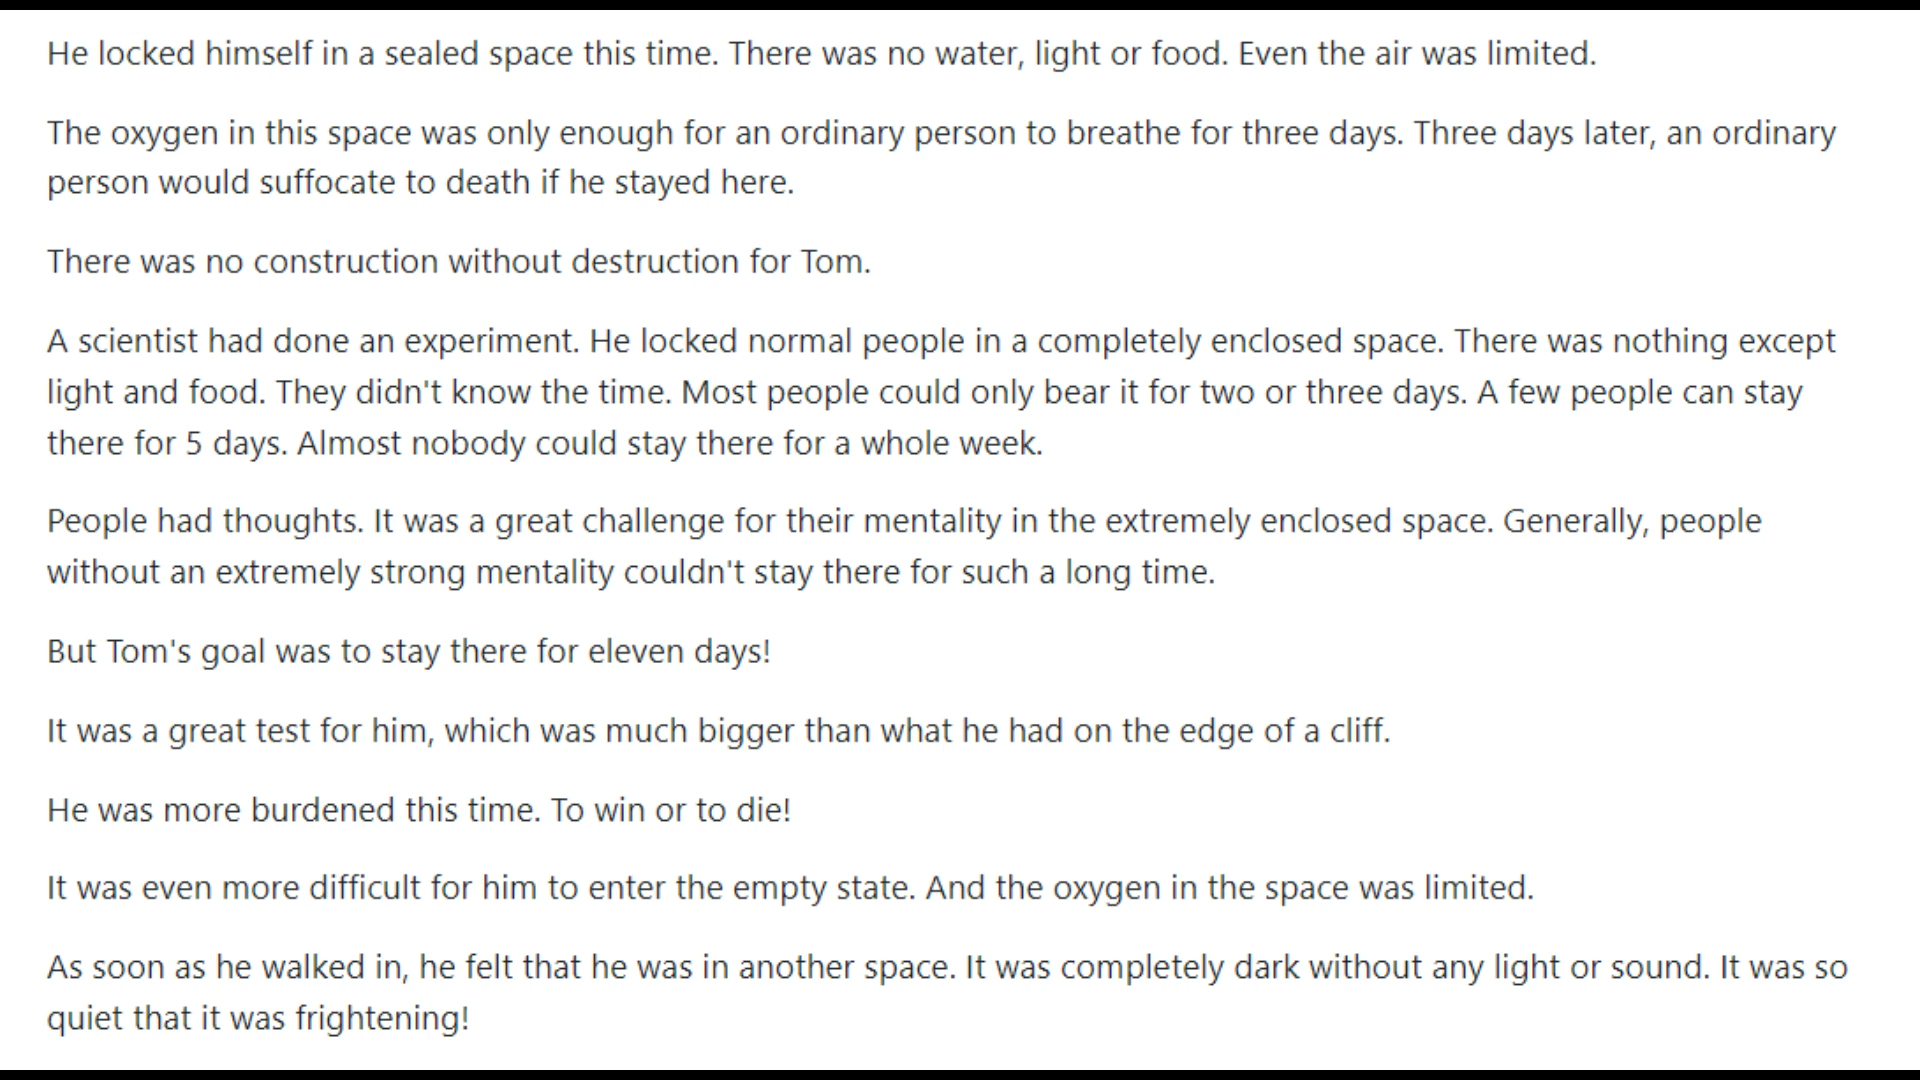 He locked himself in a sealed space this time. There was no water, light or food. Even the air was limited.
The oxygen in this space was only enough for an ordinary person to breathe for three days. Three days later, an ordinary
person would suffocate to death if he stayed here.
There was no construction without destruction for Tom.
A scientist had done an experiment. He locked normal people in a completely enclosed space. There was nothing except
light and food. They didn't know the time. Most people could only bear it for two or three days. A few people can stay
there for 5 days. Almost nobody could stay there for a whole week.
People had thoughts. It was a great challenge for their mentality in the extremely enclosed space. Generally, people
without an extremely strong mentality couldn't stay there for such a long time.
But Tom's goal was to stay there for eleven days!
It was a great test for him, which was much bigger than what he had on the edge of a cliff.
He was more burdened this time. To win or to die!
It was even more difficult for him to enter the empty state. And the oxygen in the space was limited.
As soon as he walked in, he felt that he was in another space. It was completely dark without any light or sound. It was so
quiet that it was frightening!